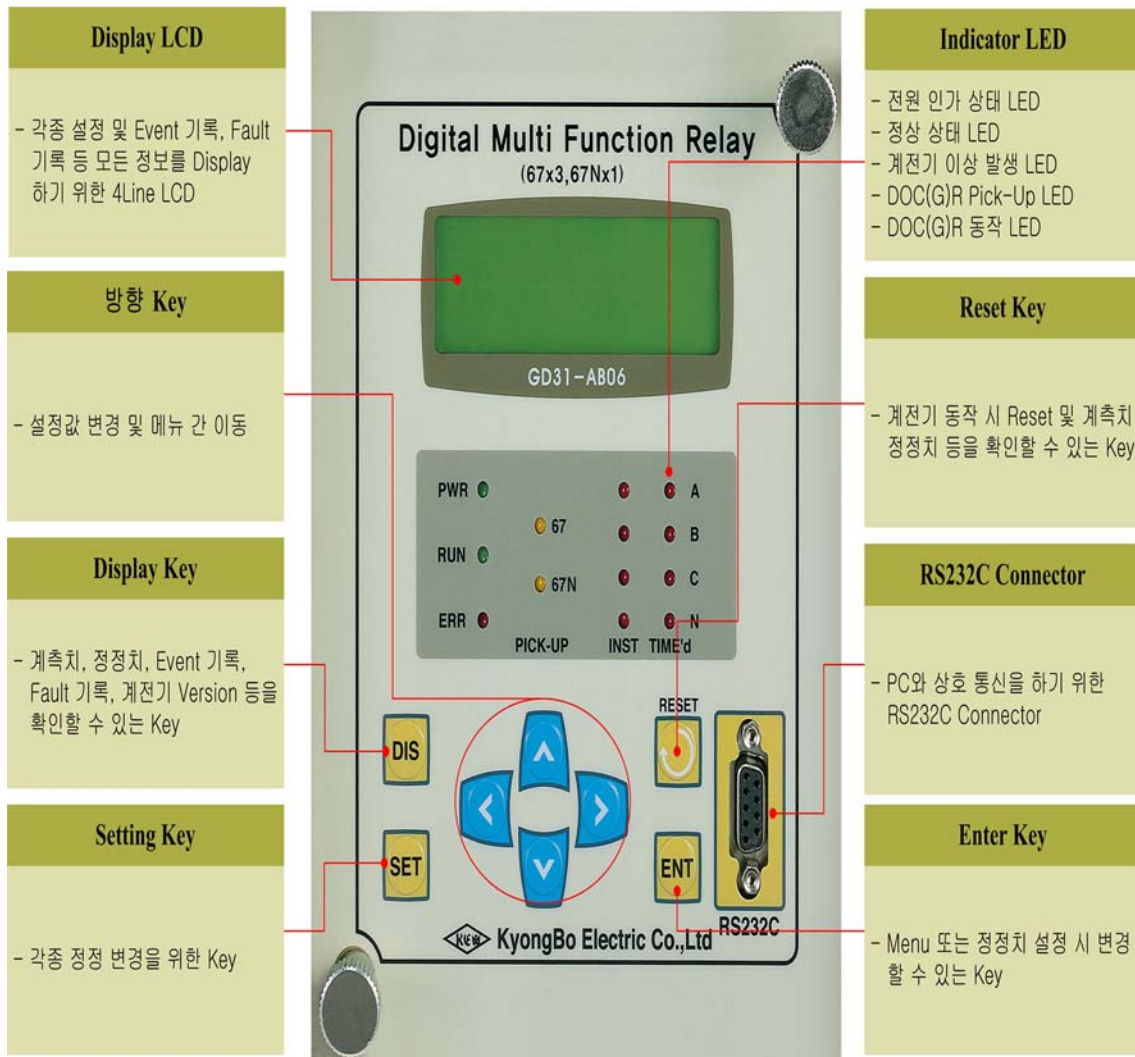 Display LCD
- 각종 설정 및 Event 기록, Fault
기록 등 모든 정보를 Display
하기 위한 4Line LCD
방향 Key
- 설정값 변경 및 메뉴 간 이동
Display Key
- 계측치, 정정치, Event 기록,
Fault 기록, 계전기 Version 등을
확인할 수 있는 Key
Setting Key
- 각종 정정 변경을 위한 Key
Digital Multi Function Relay
(67x3,67Nx1)
GD31-AB06
PWR
RUN
ERR
67
67N
PICK-UP
INST
TIME'd
A
B
C
N
DIS
SET
RESET
ENT
RS232C
KEW
KyongBo Electric Co.,Ltd
Indicator LED
- 전원 인가 상태 LED
- 정상 상태 LED
- 계전기 이상 발생 LED
- DOC(G)R Pick-Up LED
- DOC(G)R 동작 LED
Reset Key
- 계전기 동작 시 Reset 및 계측치
정정치 등을 확인할 수 있는 Key
RS232C Connector
- PC와 상호 통신을 하기 위한
RS232C Connector
Enter Key
- Menu 또는 정정치 설정 시 변경
할 수 있는 Key